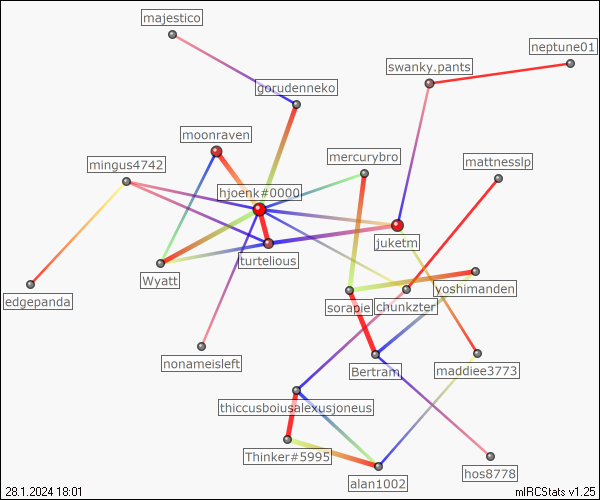 majestico
neptune01
swanky.pants
gorudenneko
moonraven
mercurybro
mingus4742
mattnesslp
hjoenk#0000
juketm
turtelious
Wyatt
yoshimanden
edgepanda
sorapie
chunkzter
nonameisleft
Bertram
maddiee3773
thiccusboiusalexusjoneus
Thinker#5995
hos8778
alan1002
28.1.2024 18:01
mIRCStats v1.25